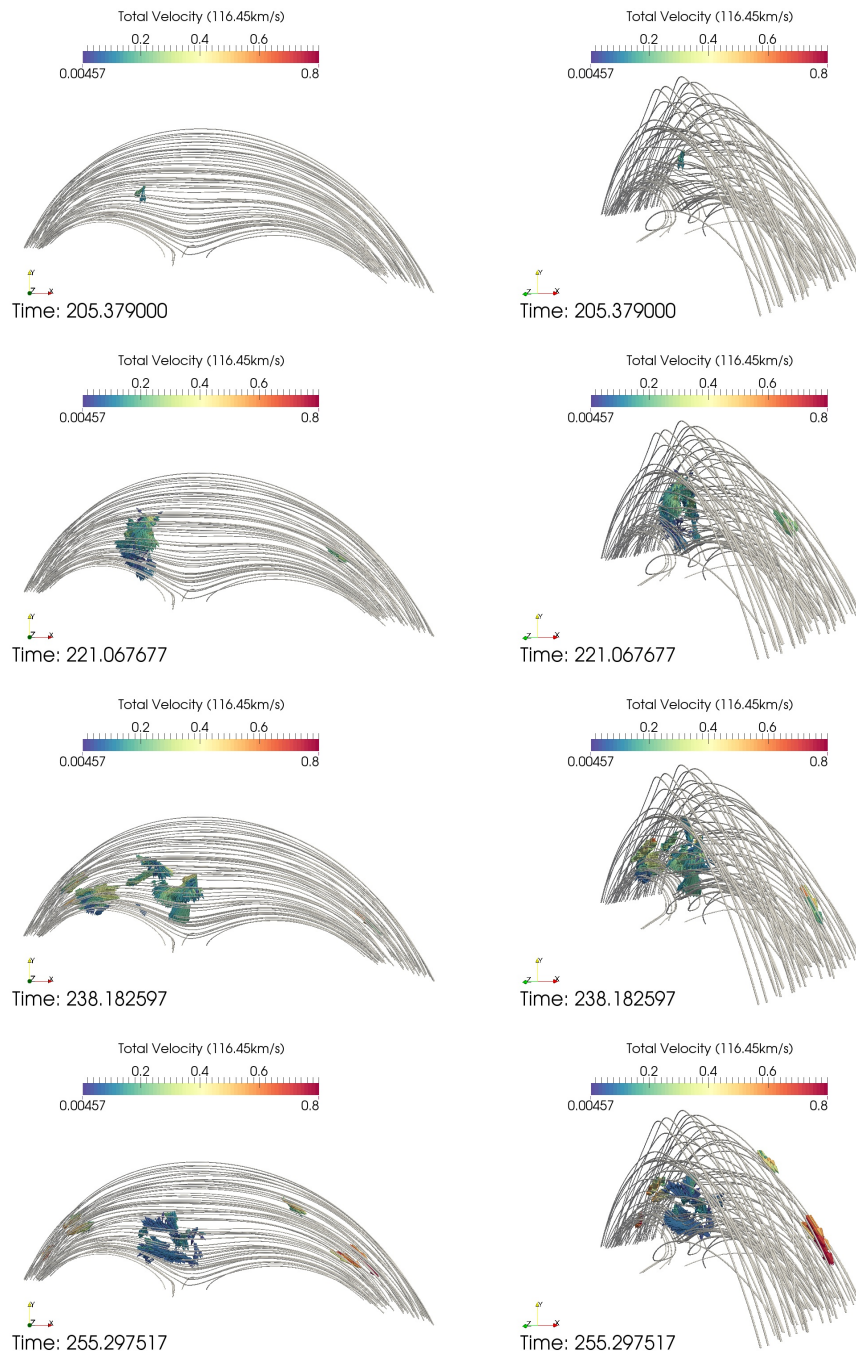 Total Velocity (116.45km/s)
0.2 0.4 0.6
0.00457 0.8
Y
Z X
Time: 205.379000
Total Velocity (116.45km/s)
0.2 0.4 0.6
0.00457 0.8
Y
Z X
Time: 205.379000
Total Velocity (116.45km/s)
0.2 0.4 0.6
0.00457 0.8
Y
Z X
Time: 221.067677
Total Velocity (116.45km/s)
0.2 0.4 0.6
0.00457 0.8
Y
Z X
Time: 221.067677
Total Velocity (116.45km/s)
0.2 0.4 0.6
0.00457 0.8
Y
Z X
Time: 238.182597
Total Velocity (116.45km/s)
0.2 0.4 0.6
0.00457 0.8
Y
Z X
Time: 238.182597
Total Velocity (116.45km/s)
0.2 0.4 0.6
0.00457 0.8
Y
Z X
Time: 255.297517
Total Velocity (116.45km/s)
0.2 0.4 0.6
0.00457 0.8
Y
Z X
Time: 255.297517